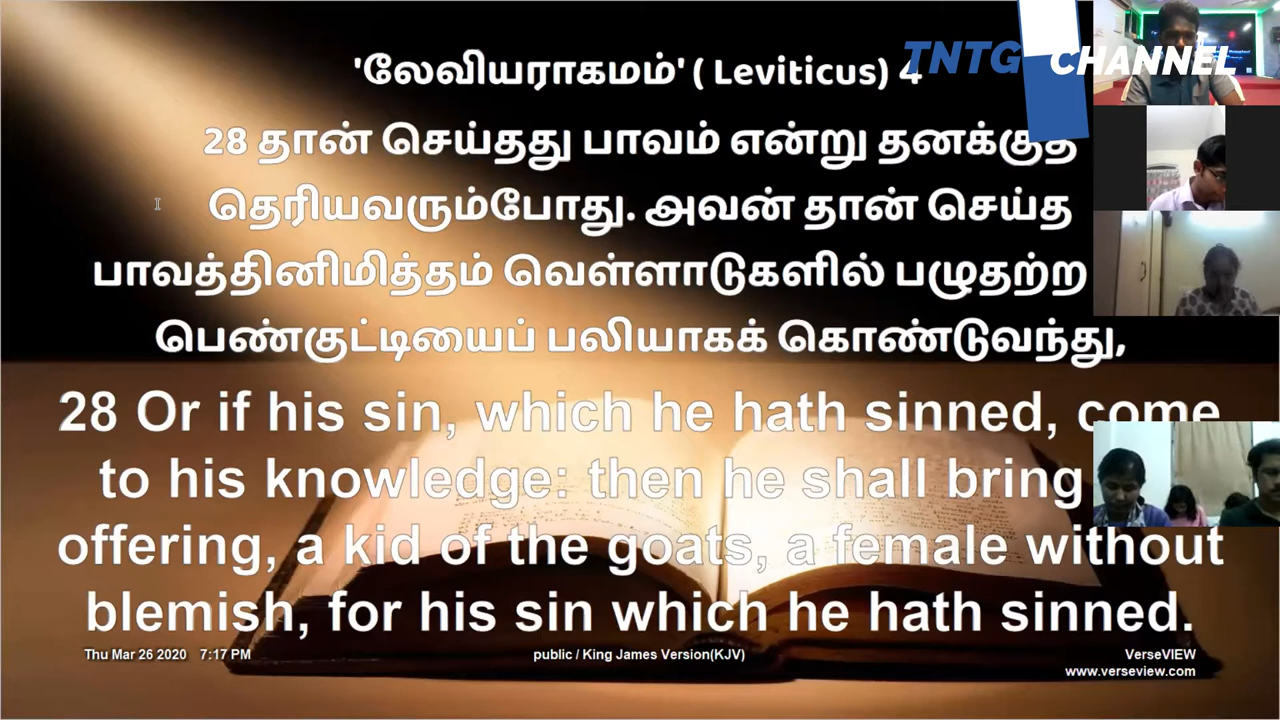 'லேவியராகமம்' ( Leviticus) 4
TNTG CHANNEL
28 தான் செய்தது பாவம் என்று தனக்குத்
தெரியவரும்போது. அவன் தான் செய்த
பாவத்தினிமித்தம் வெள்ளாடுகளில் பழுதற்ற
பெண்குட்டியைப் பலியாகக் கொண்டுவந்து,
28 Or if his sin, which he hath sinned, come
to his knowledge: then he shall bring
offering, a kid of the goats, a female without
blemish, for his sin which he hath sinned.
Thu Mar 26 2020 7:17 PM
public / King James Version(KJV)
VerseVIEW
www.verseview.com